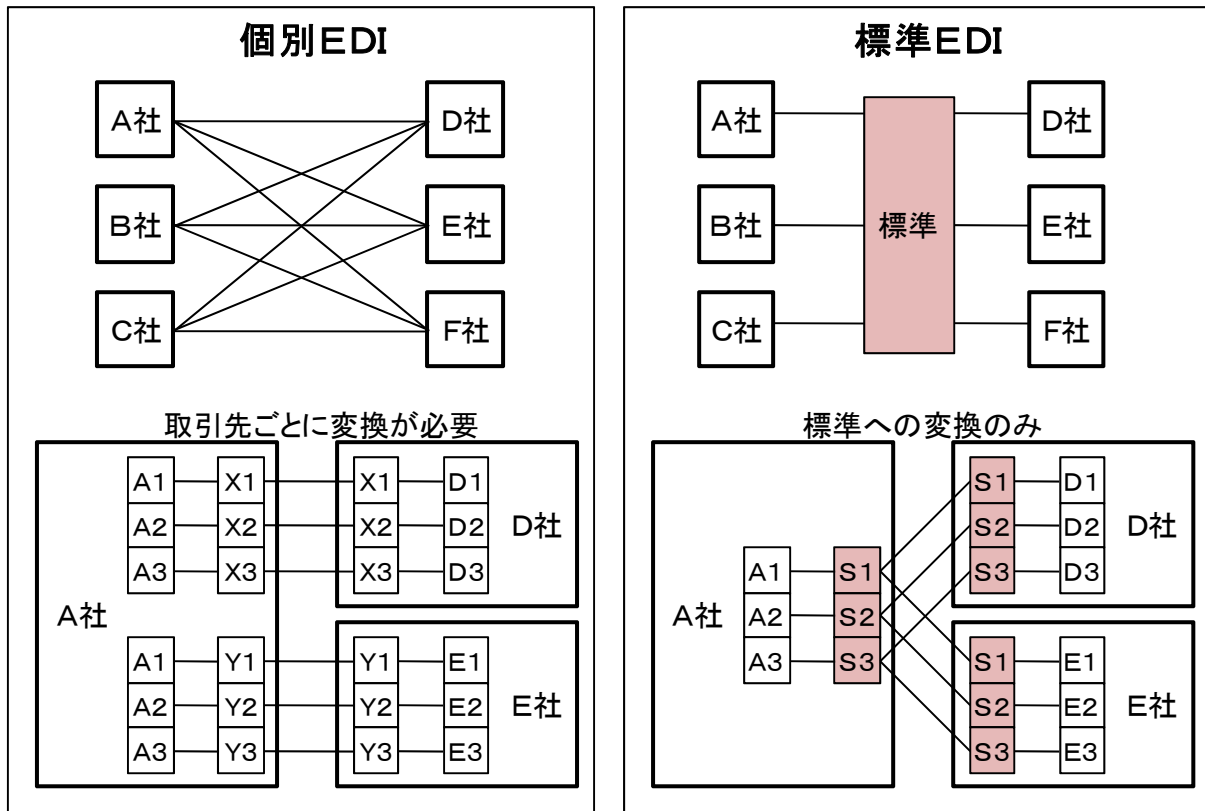 個別EDI
A社
D社
B社
E社
C社
F社
取引先ごとに変換が必要
A社
A1 X1
A2 X2
A3 X3
X1 D1
X2 D2
X3 D3
D社
A1 Y1
A2 Y2
A3 Y3
Y1 E1
Y2 E2
Y3 E3
E社
標準EDI
A社
D社
B社
標準
E社
C社
F社
標準への変換のみ
A社
A1 S1
A2 S2
A3 S3
S1 D1
S2 D2
S3 D3
D社
S1 E1
S2 E2
S3 E3
E社